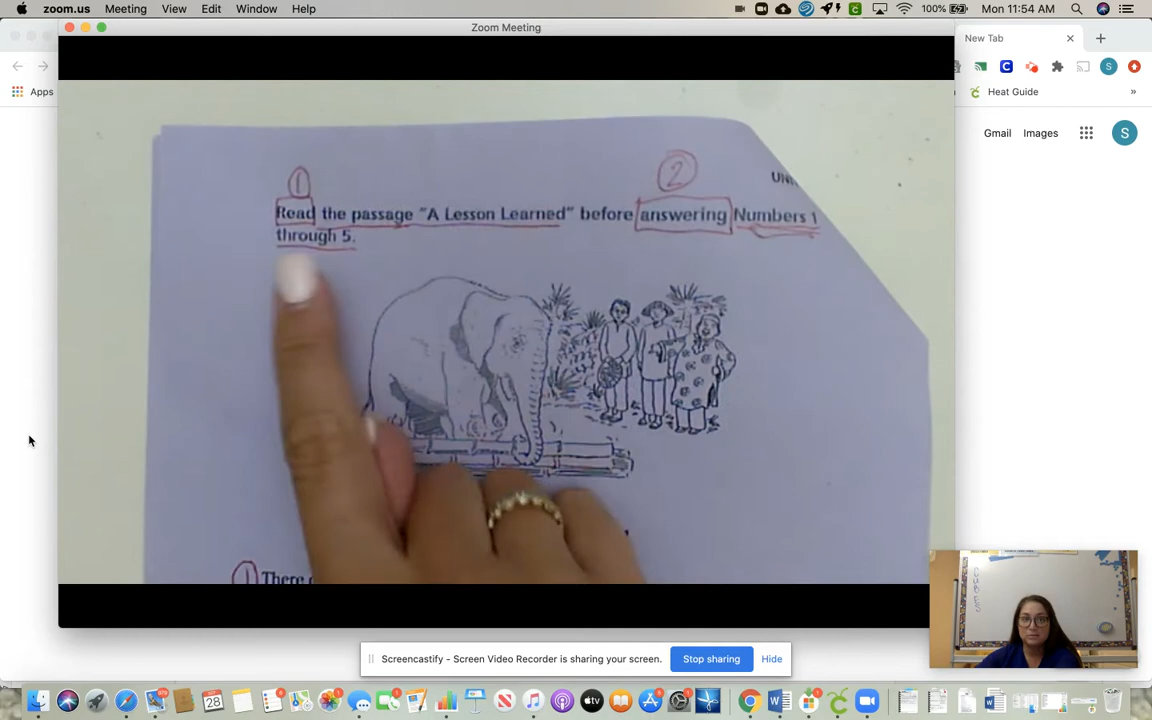 zoom.us Meeting View Edit Window Help
100% Mon 11:54 AM
Zoom Meeting
New Tab
Apps
Heat Guide
»
Gmail Images
S
S
① ②
UNI
Read the passage "A Lesson Learned" before answering Numbers 1
through 5.
① There
Screencastify - Screen Video Recorder is sharing your screen.
Stop sharing
Hide